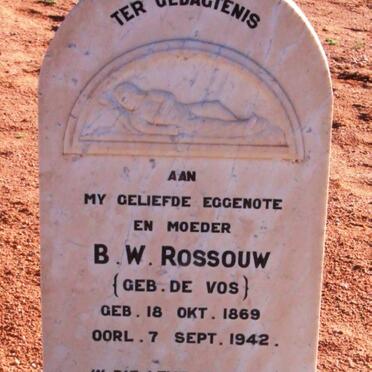 TER GEDAGTENIS
AAN
MY GELIEFDE EGGENOTE
EN MOEDER
B.W. ROSSOUW
{GEB. DE VOS}
GEB. 18 OKT. 1869
OORL. 7 SEPT. 1942.